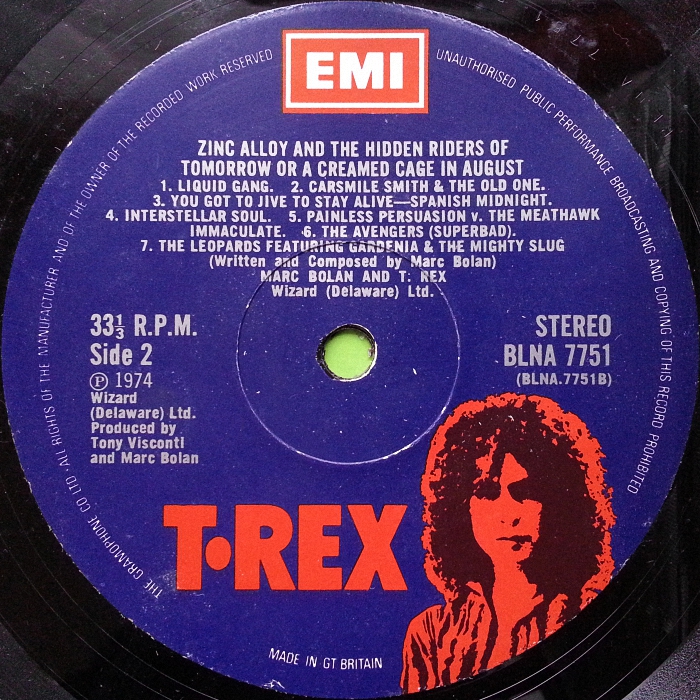 EMI
ALL RIGHTS OF THE MANUFACTURER AND OF THE OWNER OF THE RECORDED WORK RESERVED
UNAUTHORISED PUBLIC PERFORMANCE BROADCASTING AND COPYING OF THIS RECORD PROHIBITED
THE GRAMOPHONE CO LTD
ZINC ALLOY AND THE HIDDEN RIDERS OF
TOMORROW OR A CREAMED CAGE IN AUGUST
1. LIQUID GANG. 2. CARSMILE SMITH & THE OLD ONE.
3. YOU GOT TO JIVE TO STAY ALIVE—SPANISH MIDNIGHT.
4. INTERSTELLAR SOUL. 5. PAINLESS PERSUASION v. THE MEATHAWK
IMMACULATE. 6. THE AVENGERS (SUPERBAD).
7. THE LEOPARDS FEATURING GARDENIA & THE MIGHTY SLUG
(Written and Composed by Marc Bolan)
MARC BOLAN AND T. REX
Wizard (Delaware) Ltd.
33⅓ R.P.M.
Side 2
Ⓟ 1974
Wizard
(Delaware) Ltd.
Produced by
Tony Visconti
and Marc Bolan
STEREO
BLNA 7751
(BLNA.7751B)
T•REX
MADE IN GT BRITAIN